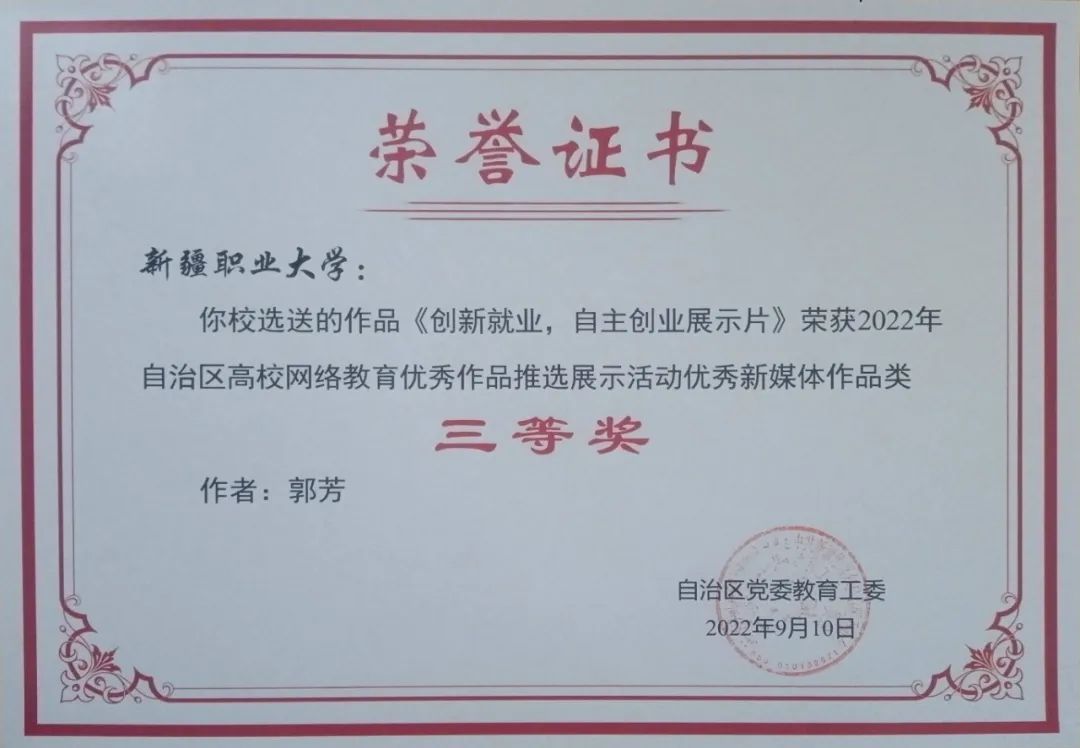 荣誉证书
新疆职业大学：
你校选送的作品《创新就业，自主创业展示片》荣获2022年
自治区高校网络教育优秀作品推选展示活动优秀新媒体作品类
三等奖
作者：郭芳
自治区党委教育工委
2022年9月10日